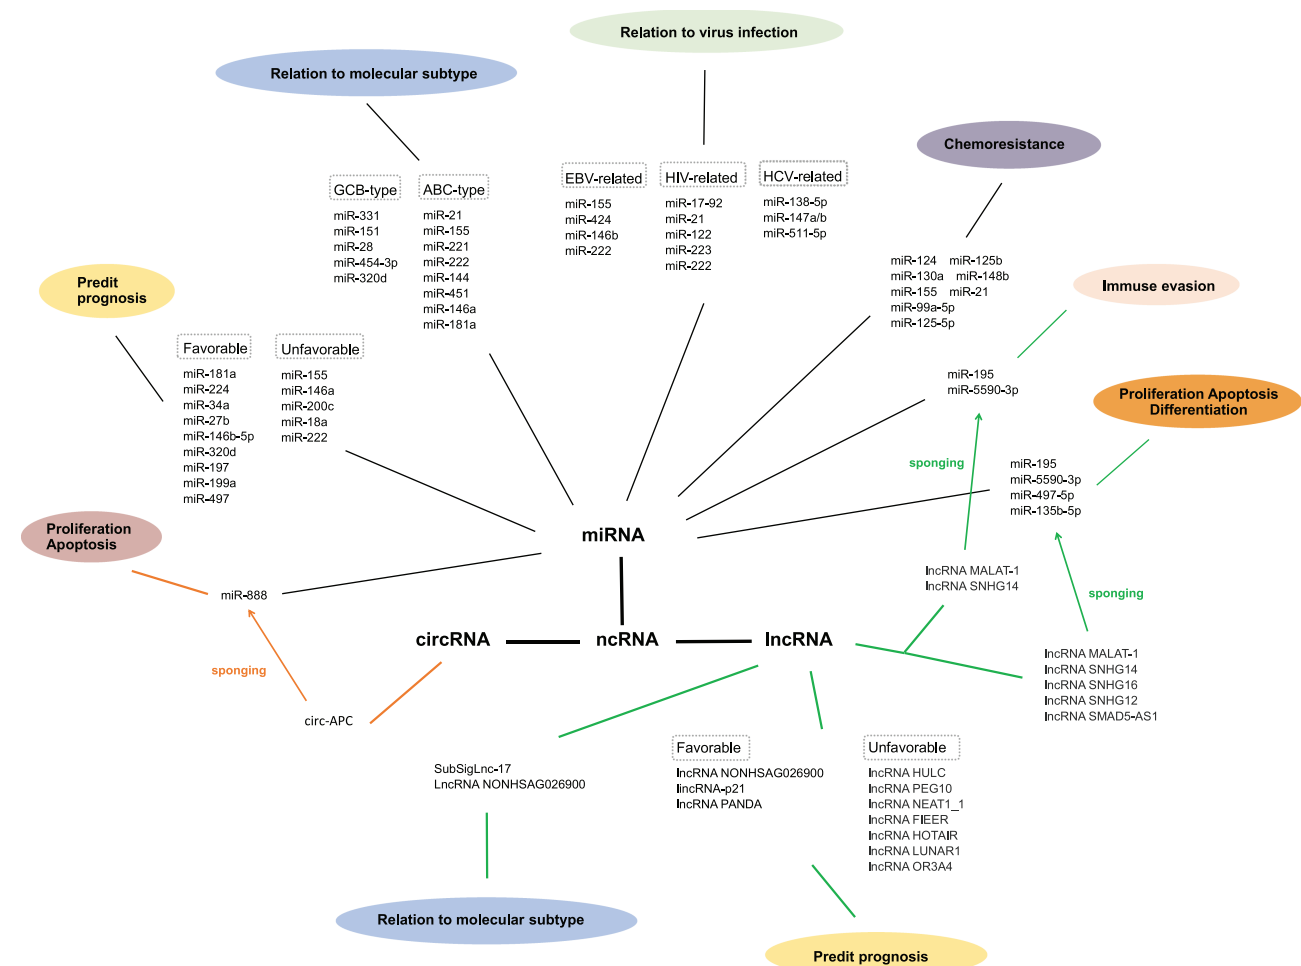 Relation to virus infection
Relation to molecular subtype
Chemoresistance
EBV-related
miR-155
miR-424
miR-146b
miR-222
HIV-related
miR-17-92
miR-21
miR-122
miR-223
miR-222
HCV-related
miR-138-5p
miR-147a/b
miR-511-5p
GCB-type
miR-331
miR-151
miR-28
miR-454-3p
miR-320d
ABC-type
miR-21
miR-155
miR-221
miR-222
miR-144
miR-451
miR-146a
miR-181a
miR-124 miR-125b
miR-130a miR-148b
miR-155 miR-21
miR-99a-5p
miR-125-5p
Predit
prognosis
Immuse evasion
Favorable
miR-181a
miR-224
miR-34a
miR-27b
miR-146b-5p
miR-320d
miR-197
miR-199a
miR-497
Unfavorable
miR-155
miR-146a
miR-200c
miR-18a
miR-222
miR-195
miR-5590-3p
Proliferation Apoptosis
Differentiation
sponging
miR-195
miR-5590-3p
miR-497-5p
miR-135b-5p
Proliferation
Apoptosis
miRNA
miR-888
lncRNA MALAT-1
lncRNA SNHG14
sponging
circRNA
ncRNA
lncRNA
sponging
lncRNA MALAT-1
lncRNA SNHG14
lncRNA SNHG16
lncRNA SNHG12
lncRNA SMAD5-AS1
circ-APC
SubSigLnc-17
LncRNA NONHSAG026900
Favorable
lncRNA NONHSAG026900
lincRNA-p21
lncRNA PANDA
Unfavorable
lncRNA HULC
lncRNA PEG10
lncRNA NEAT1_1
lncRNA FIEER
lncRNA HOTAIR
lncRNA LUNAR1
lncRNA OR3A4
Relation to molecular subtype
Predit prognosis